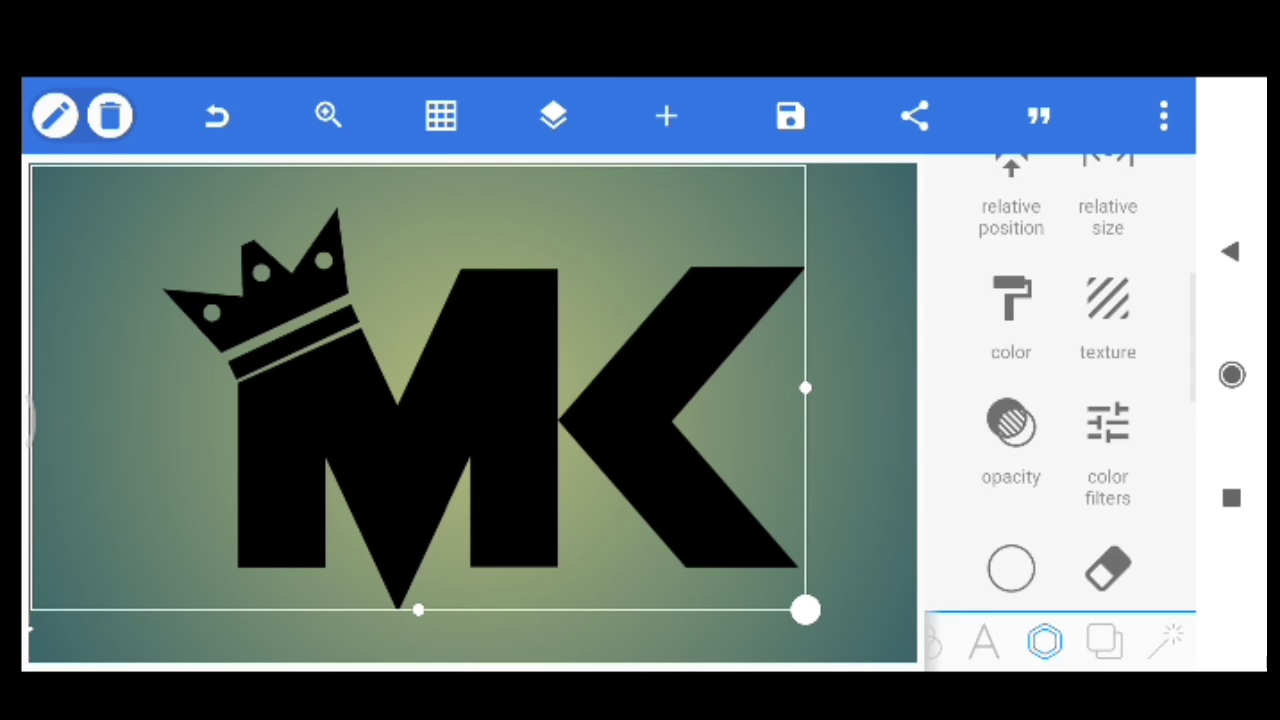 MK
relative
position
relative
size
color
texture
opacity
color
filters
A